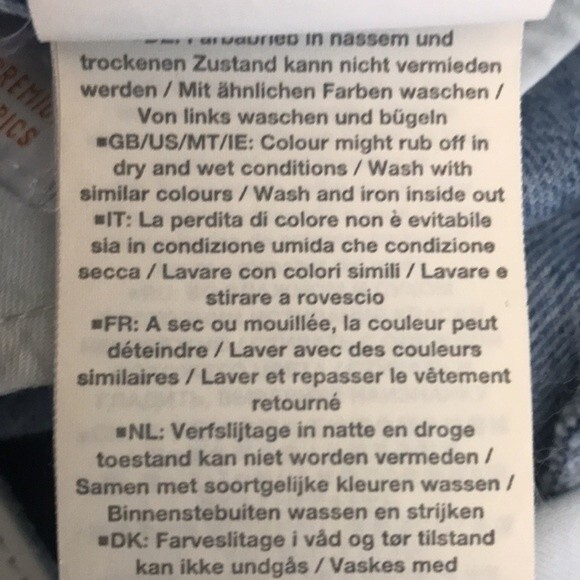 DE: Farbabrieb in nassem und
trockenen Zustand kann nicht vermieden
werden / Mit ähnlichen Farben waschen /
Von links waschen und bügeln
■GB/US/MT/IE: Colour might rub off in
dry and wet conditions / Wash with
similar colours / Wash and iron inside out
■IT: La perdita di colore non è evitabile
sia in condizione umida che condizione
secca / Lavare con colori simili / Lavare e
stirare a rovescio
■FR: A sec ou mouillée, la couleur peut
déteindre / Laver avec des couleurs
similaires / Laver et repasser le vêtement
retourné
■NL: Verfslijtage in natte en droge
toestand kan niet worden vermeden /
Samen met soortgelijke kleuren wassen /
Binnenstebuiten wassen en strijken
■DK: Farveslitage i våd og tør tilstand
kan ikke undgås / Vaskes med